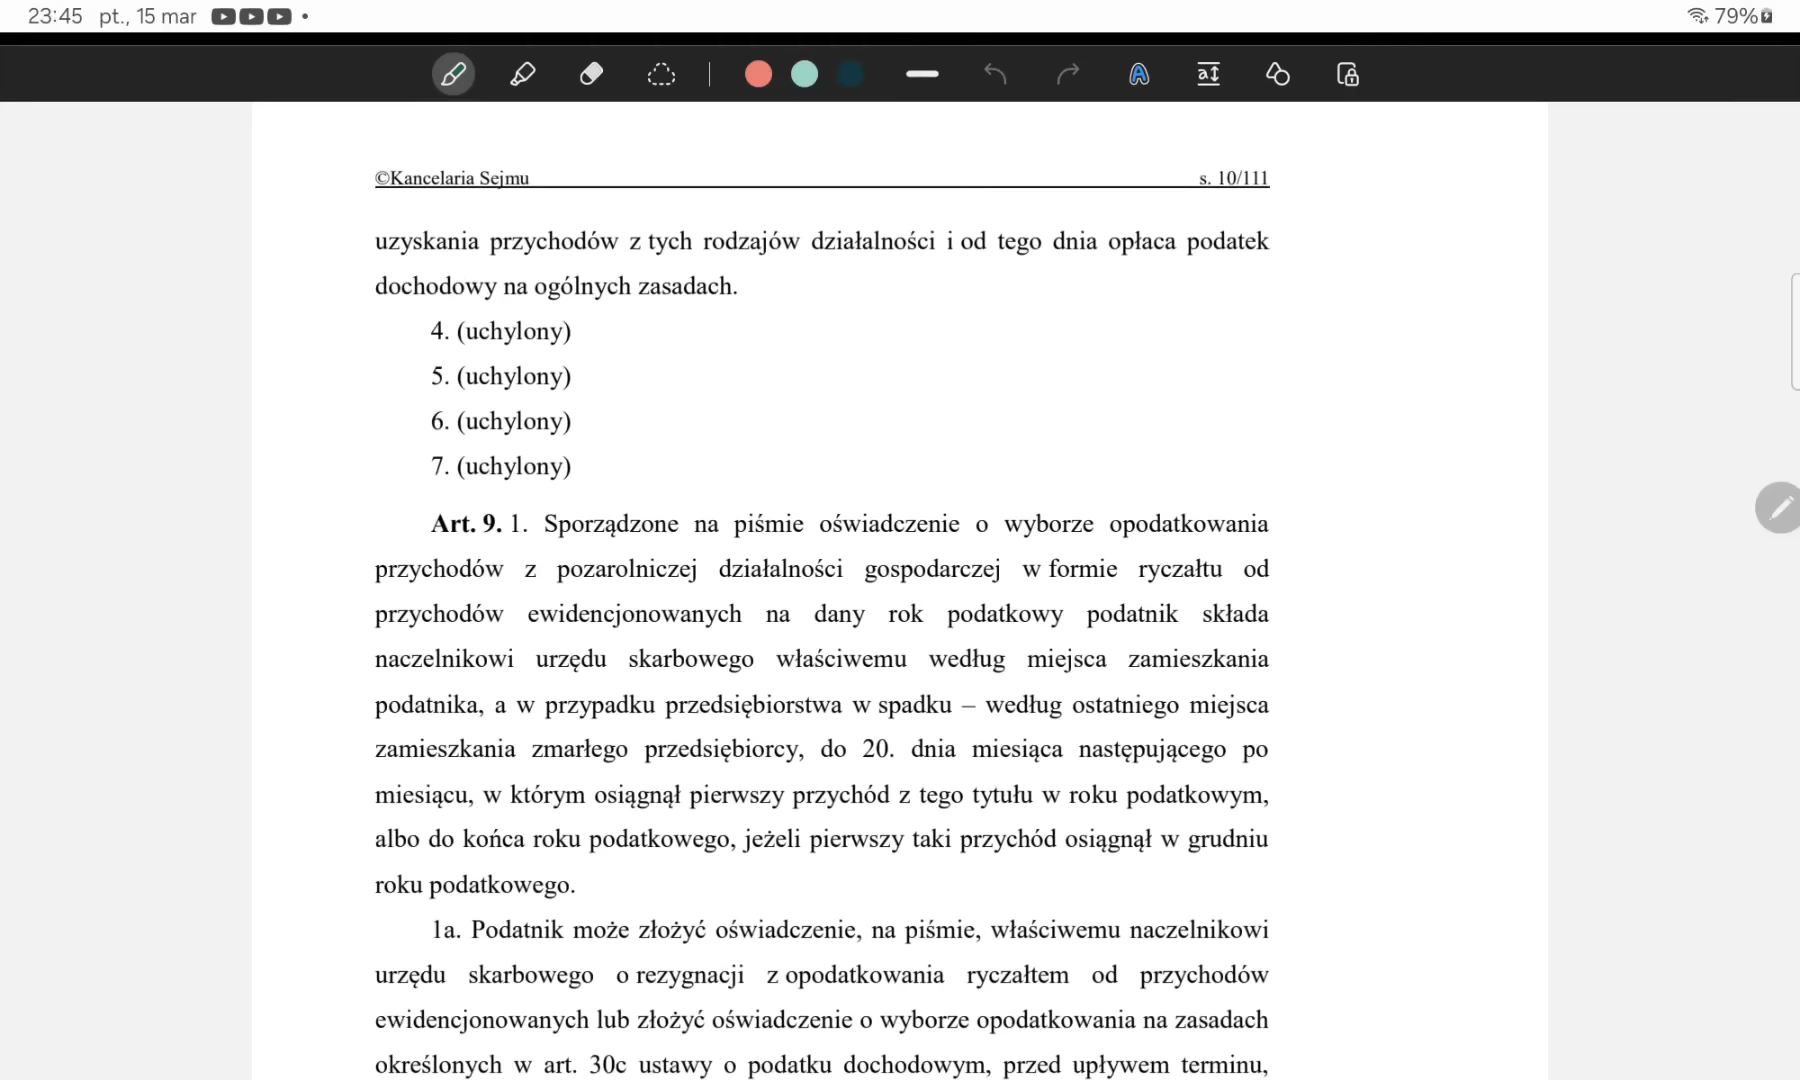 23:45 pt., 15 mar
79%
©Kancelaria Sejmu s. 10/111
uzyskania przychodów z tych rodzajów działalności i od tego dnia opłaca podatek
dochodowy na ogólnych zasadach.
4. (uchylony)
5. (uchylony)
6. (uchylony)
7. (uchylony)
Art. 9. 1. Sporządzone na piśmie oświadczenie o wyborze opodatkowania
przychodów z pozarolniczej działalności gospodarczej w formie ryczałtu od
przychodów ewidencjonowanych na dany rok podatkowy podatnik składa
naczelnikowi urzędu skarbowego właściwemu według miejsca zamieszkania
podatnika, a w przypadku przedsiębiorstwa w spadku – według ostatniego miejsca
zamieszkania zmarłego przedsiębiorcy, do 20. dnia miesiąca następującego po
miesiącu, w którym osiągnął pierwszy przychód z tego tytułu w roku podatkowym,
albo do końca roku podatkowego, jeżeli pierwszy taki przychód osiągnął w grudniu
roku podatkowego.
1a. Podatnik może złożyć oświadczenie, na piśmie, właściwemu naczelnikowi
urzędu skarbowego o rezygnacji z opodatkowania ryczałtem od przychodów
ewidencjonowanych lub złożyć oświadczenie o wyborze opodatkowania na zasadach
określonych w art. 30c ustawy o podatku dochodowym, przed upływem terminu,